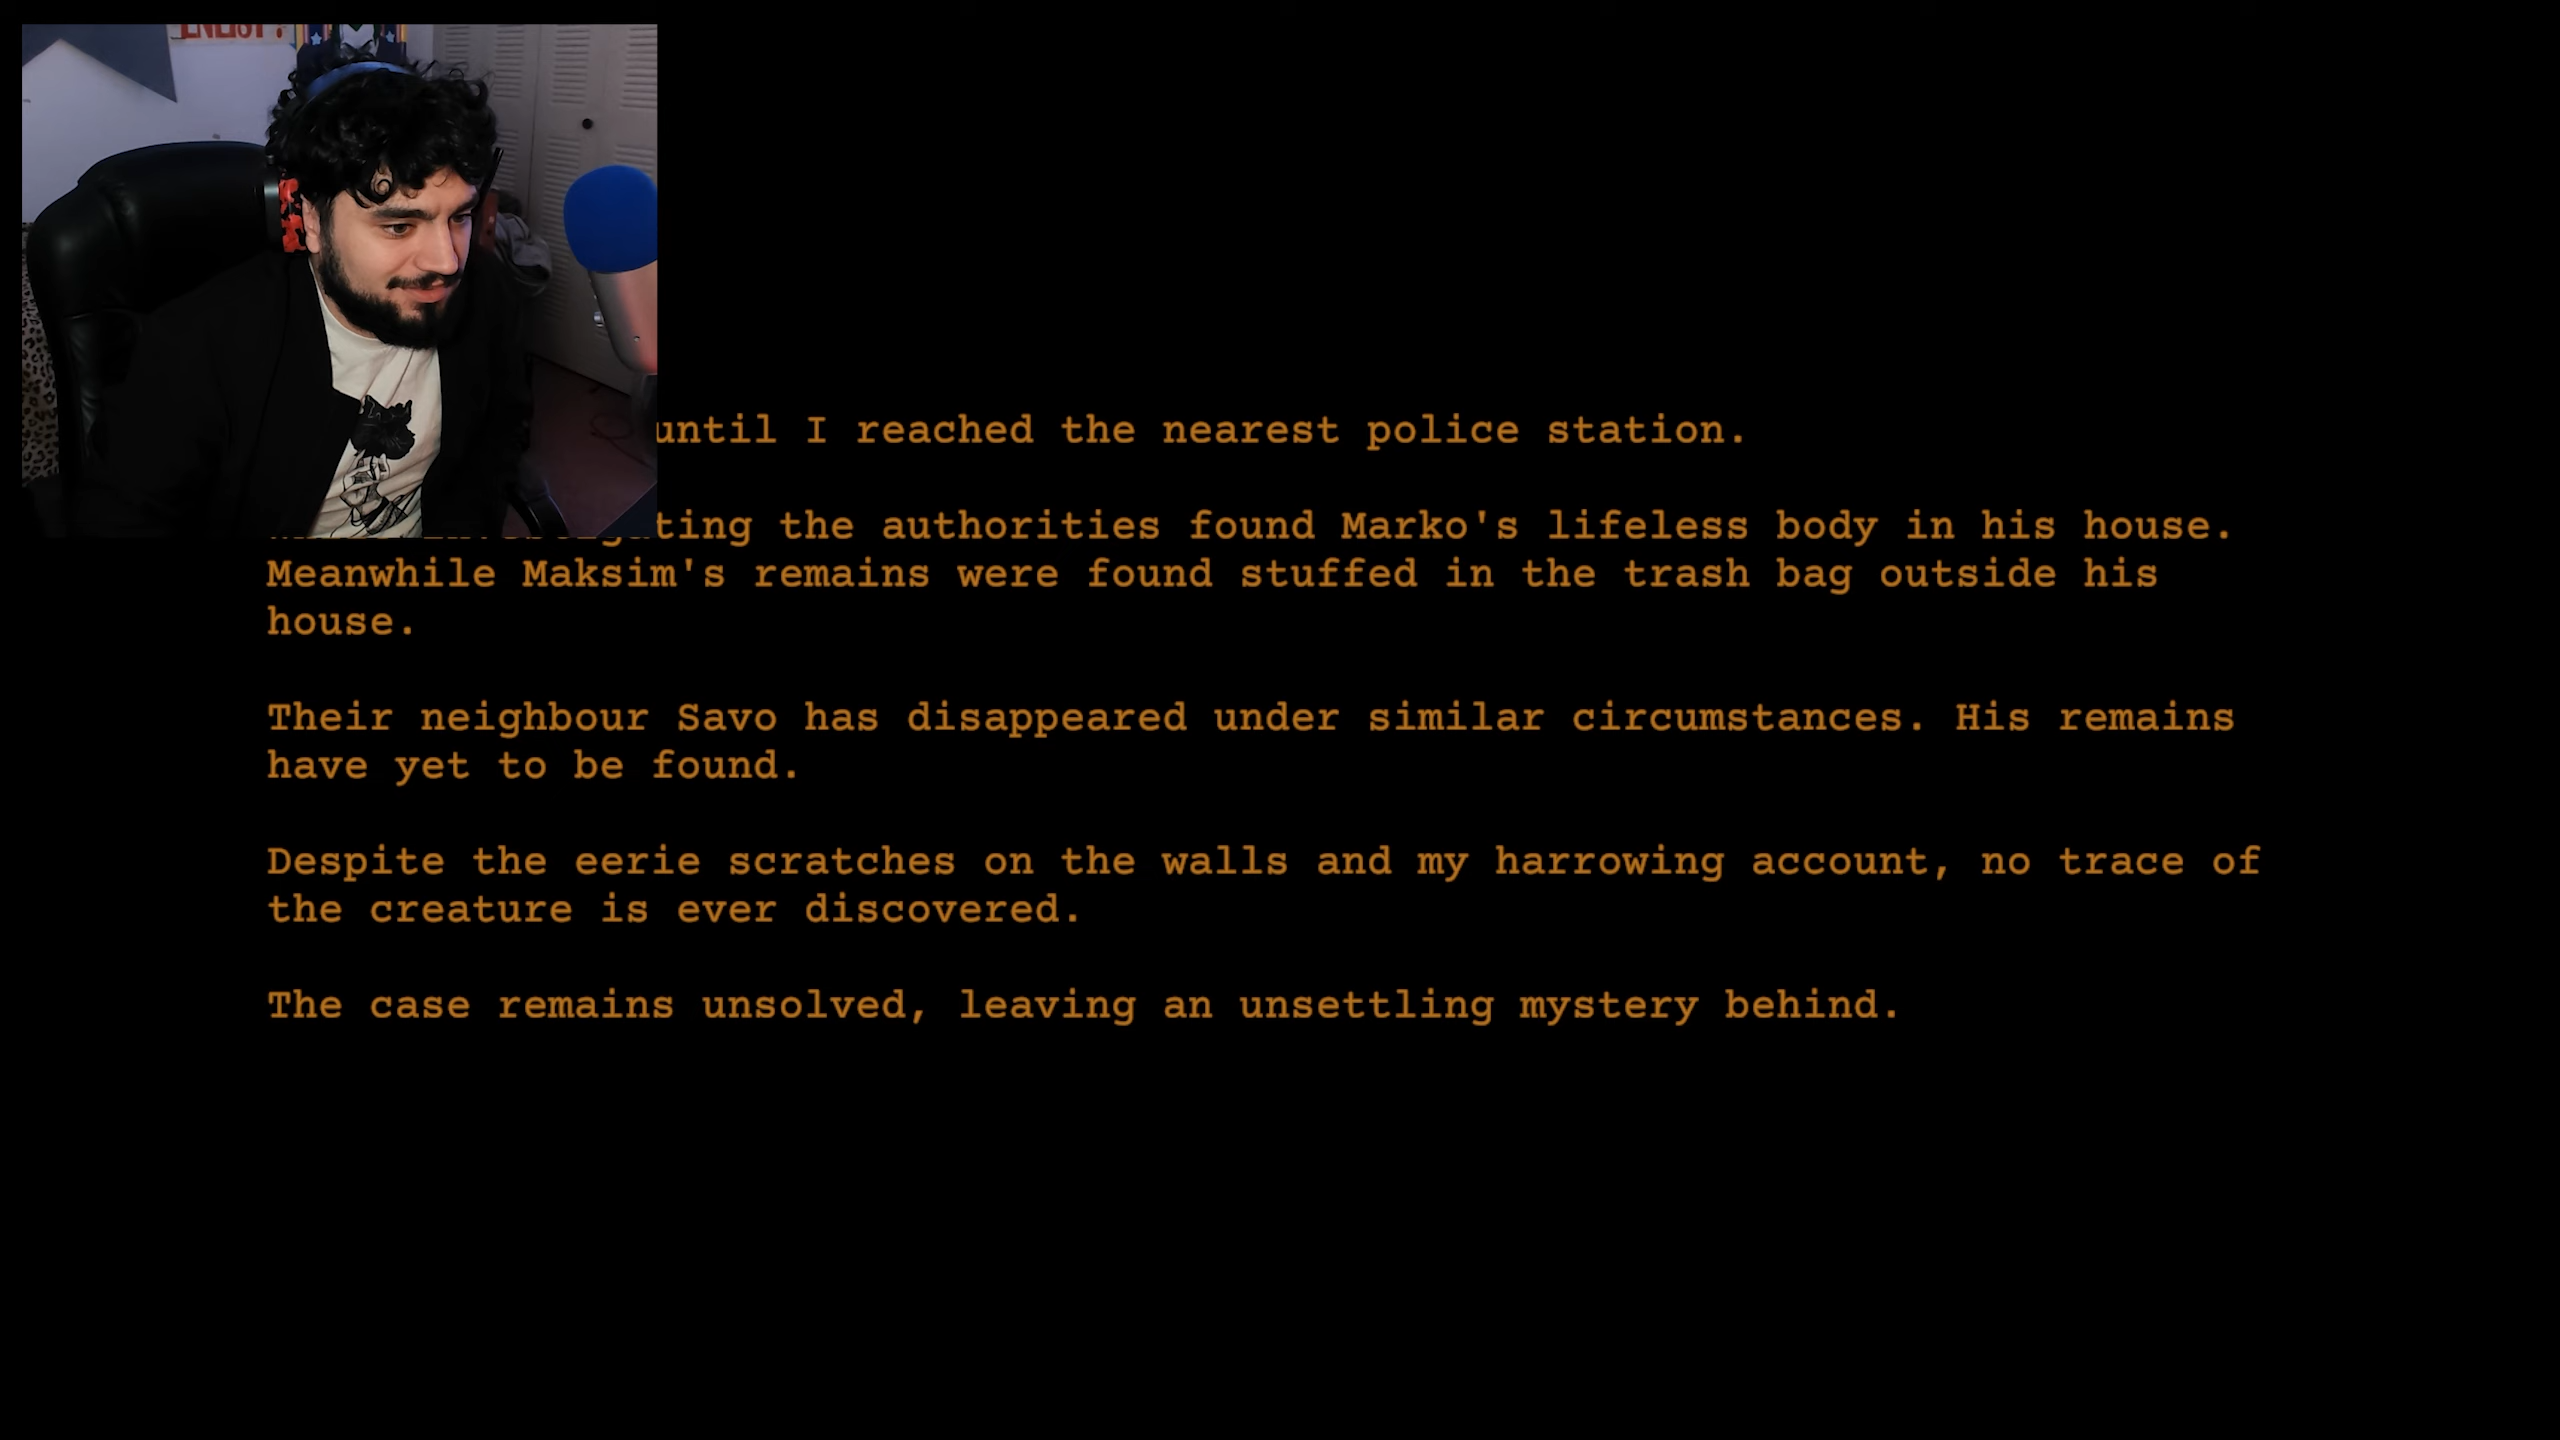 ENLIST!
until I reached the nearest police station.
the authorities found Marko's lifeless body in his house.
Meanwhile Maksim's remains were found stuffed in the trash bag outside his
house.
Their neighbour Savo has disappeared under similar circumstances. His remains
have yet to be found.
Despite the eerie scratches on the walls and my harrowing account, no trace of
the creature is ever discovered.
The case remains unsolved, leaving an unsettling mystery behind.